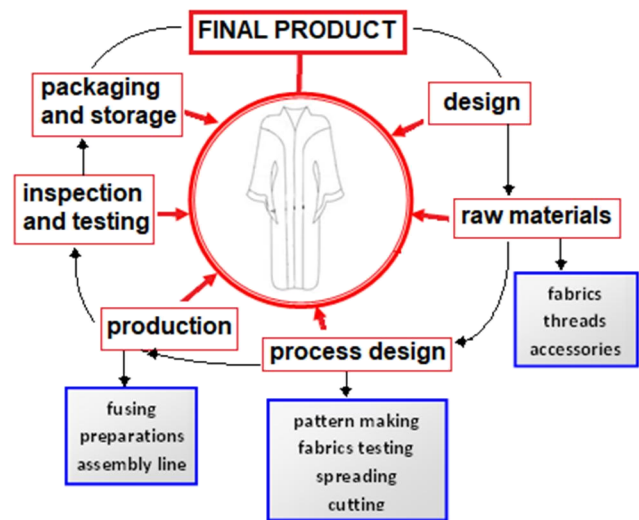 FINAL PRODUCT
packaging
and storage
design
inspection
and testing
raw materials
fabrics
threads
accessories
production
process design
fusing
preparations
assembly line
pattern making
fabrics testing
spreading
cutting